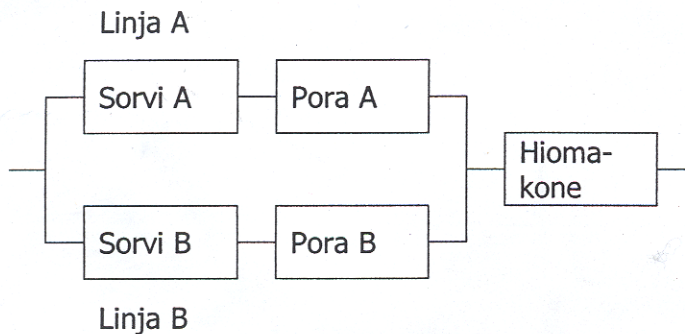 Linja A
Sorvi A
Pora A
Hioma-
kone
Sorvi B
Pora B
Linja B